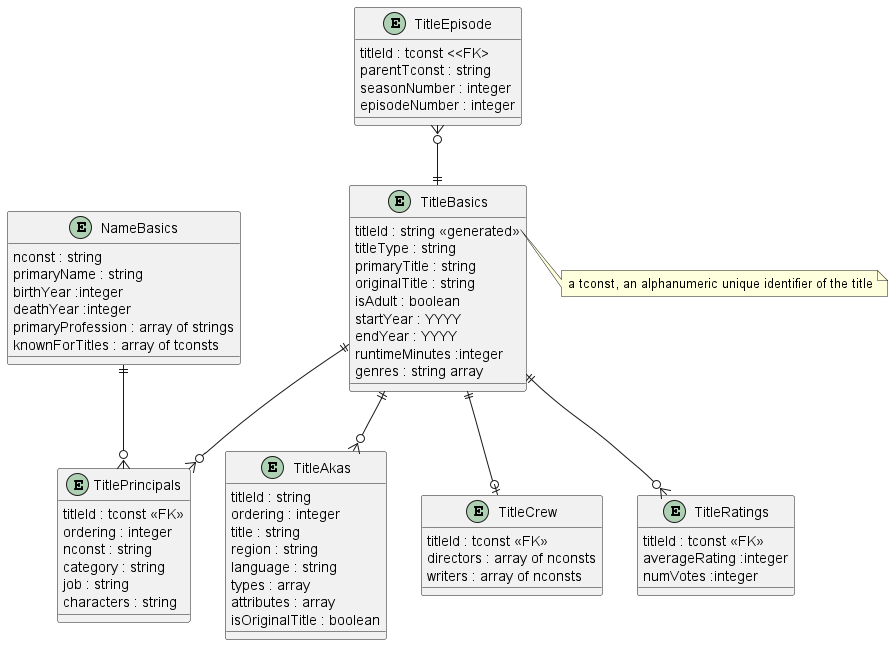 E TitleEpisode
titleId : tconst <<FK>
parentTconst : string
seasonNumber : integer
episodeNumber : integer
E TitleBasics
titleId : string «generated»
titleType : string
primaryTitle : string
originalTitle : string
isAdult : boolean
startYear : YYYY
endYear : YYYY
runtimeMinutes :integer
genres : string array
a tconst, an alphanumeric unique identifier of the title
E NameBasics
nconst : string
primaryName : string
birthYear :integer
deathYear :integer
primaryProfession : array of strings
knownForTitles : array of tconsts
E TitlePrincipals
titleId : tconst «FK»
ordering : integer
nconst : string
category : string
job : string
characters : string
E TitleAkas
titleId : string
ordering : integer
title : string
region : string
language : string
types : array
attributes : array
isOriginalTitle : boolean
E TitleCrew
titleId : tconst «FK»
directors : array of nconsts
writers : array of nconsts
E TitleRatings
titleId : tconst «FK»
averageRating :integer
numVotes :integer